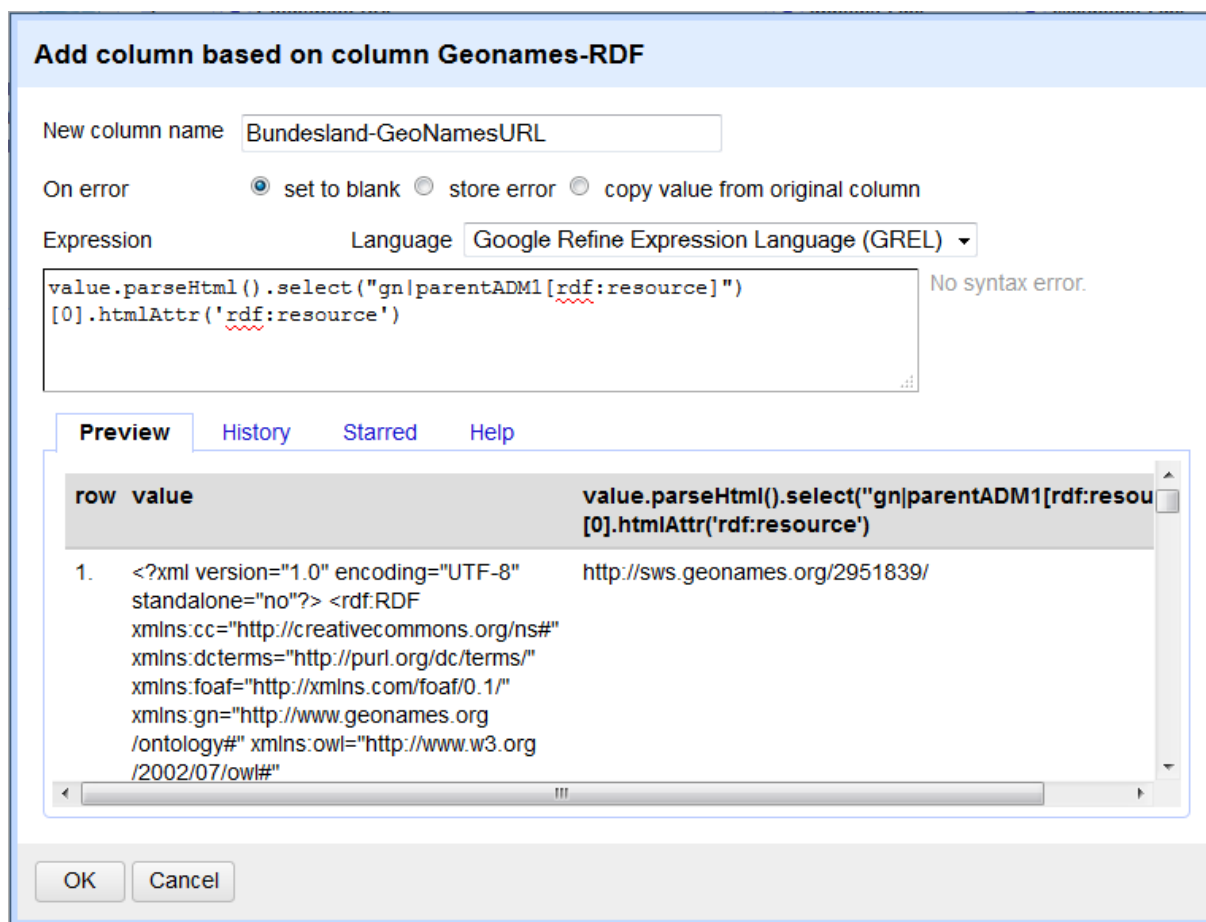 Add column based on column Geonames-RDF
New column name Bundesland-GeoNamesURL
On error set to blank store error copy value from original column
Expression Language Google Refine Expression Language (GREL)
value.parseHtml().select("gn|parentADM1[rdf:resource]")
[0].htmlAttr('rdf:resource')
No syntax error.
Preview History Starred Help
row value value.parseHtml().select("gn|parentADM1[rdf:resou
[0].htmlAttr('rdf:resource')
1. <?xml version="1.0" encoding="UTF-8" http://sws.geonames.org/2951839/
standalone="no"?> <rdf:RDF
xmlns:cc="http://creativecommons.org/ns#"
xmlns:dcterms="http://purl.org/dc/terms/"
xmlns:foaf="http://xmlns.com/foaf/0.1/"
xmlns:gn="http://www.geonames.org
/ontology#" xmlns:owl="http://www.w3.org
/2002/07/owl#"
OK Cancel